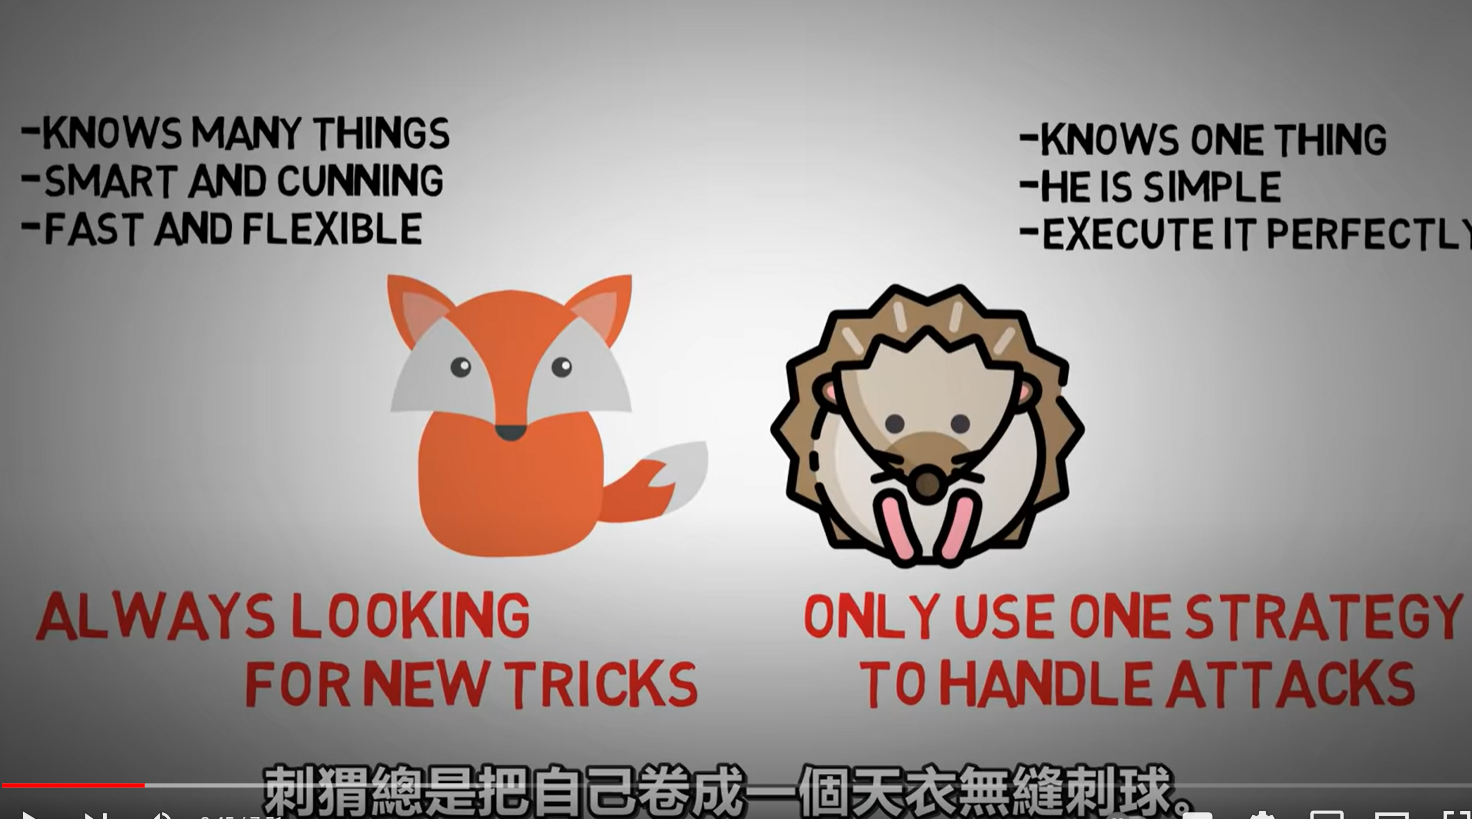 -KNOWS MANY THINGS
-SMART AND CUNNING
-FAST AND FLEXIBLE
-KNOWS ONE THING
-HE IS SIMPLE
-EXECUTE IT PERFECTLY
ALWAYS LOOKING
FOR NEW TRICKS
ONLY USE ONE STRATEGY
TO HANDLE ATTACKS
刺猬總是把自己卷成一個天衣無縫刺球。